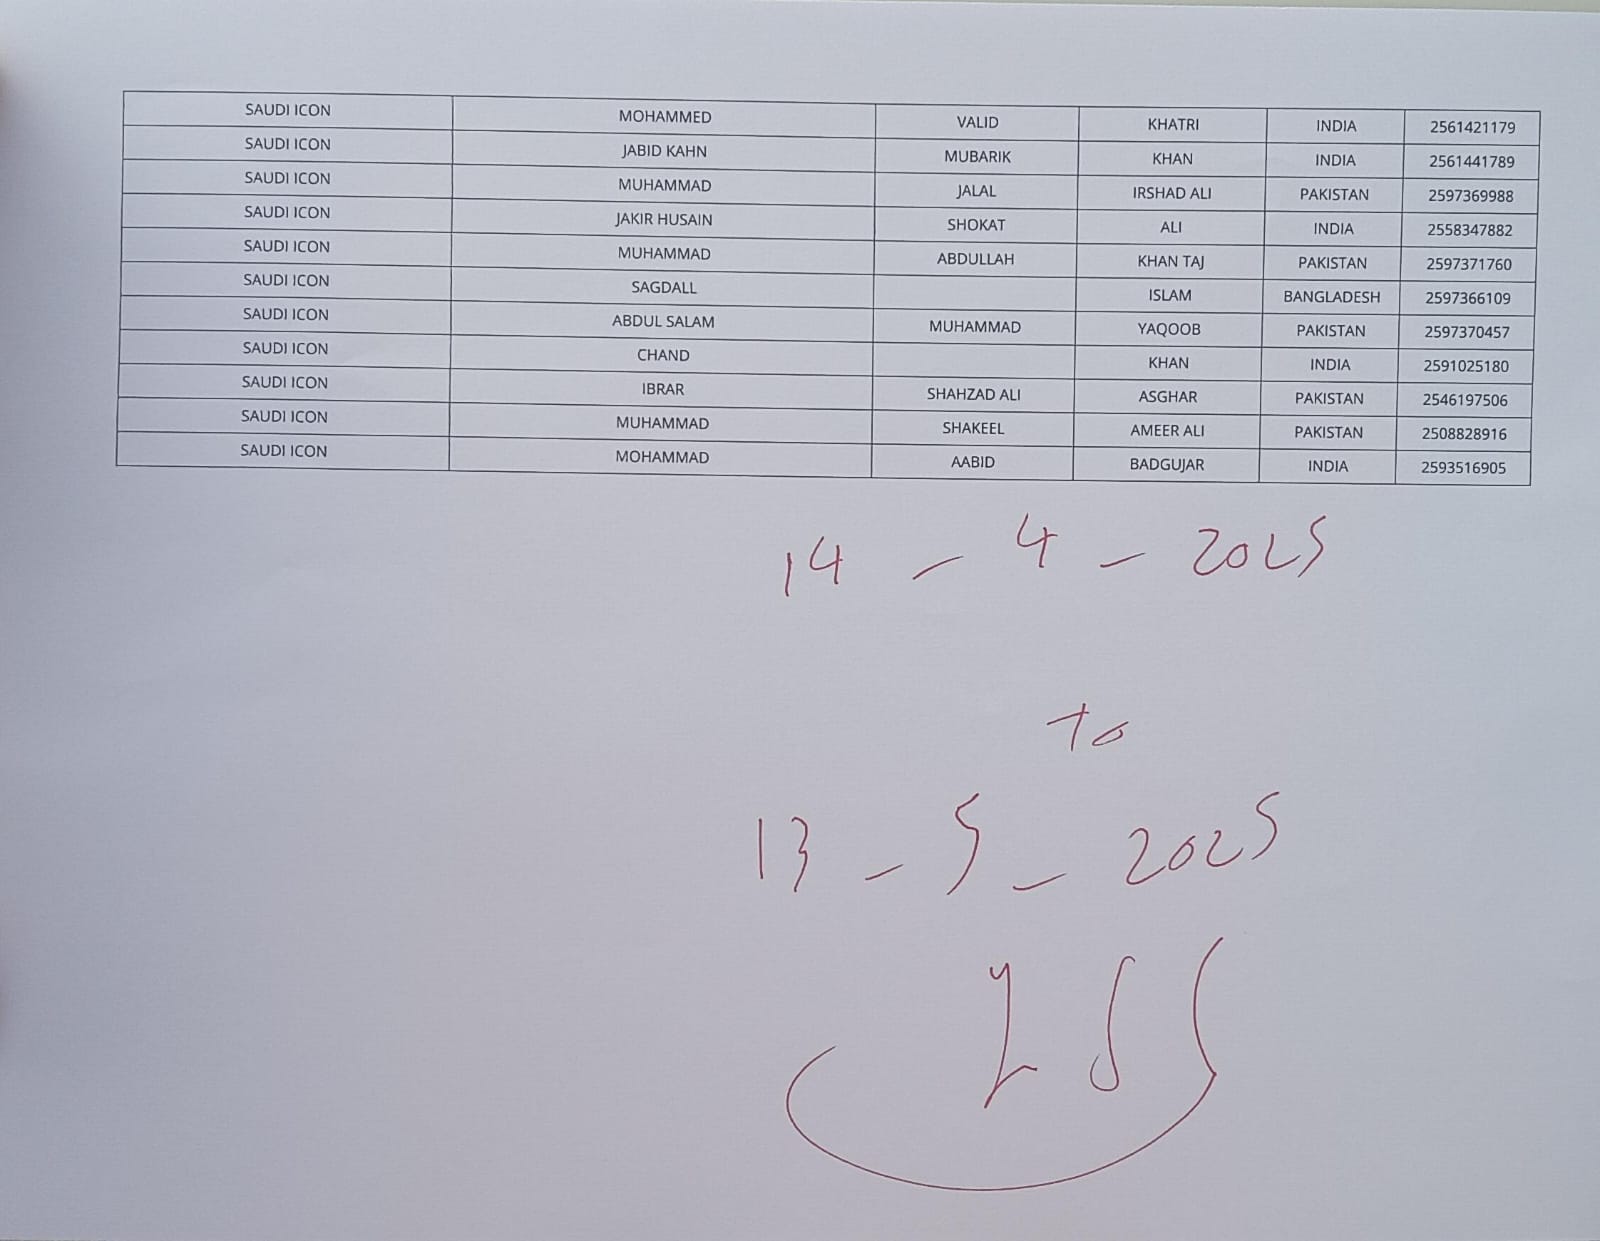 SAUDI ICON MOHAMMED VALID KHATRI INDIA 2561421179
SAUDI ICON JABID KAHN MUBARIK KHAN INDIA 2561441789
SAUDI ICON MUHAMMAD JALAL IRSHAD ALI PAKISTAN 2597369988
SAUDI ICON JAKIR HUSAIN SHOKAT ALI INDIA 2558347882
SAUDI ICON MUHAMMAD ABDULLAH KHAN TAJ PAKISTAN 2597371760
SAUDI ICON SAGDALL ISLAM BANGLADESH 2597366109
SAUDI ICON ABDUL SALAM MUHAMMAD YAQOOB PAKISTAN 2597370457
SAUDI ICON CHAND KHAN INDIA 2591025180
SAUDI ICON IBRAR SHAHZAD ALI ASGHAR PAKISTAN 2546197506
SAUDI ICON MUHAMMAD SHAKEEL AMEER ALI PAKISTAN 2508828916
SAUDI ICON MOHAMMAD AABID BADGUJAR INDIA 2593516905
14 - 4 - 2025
to
13 - 5 - 2025